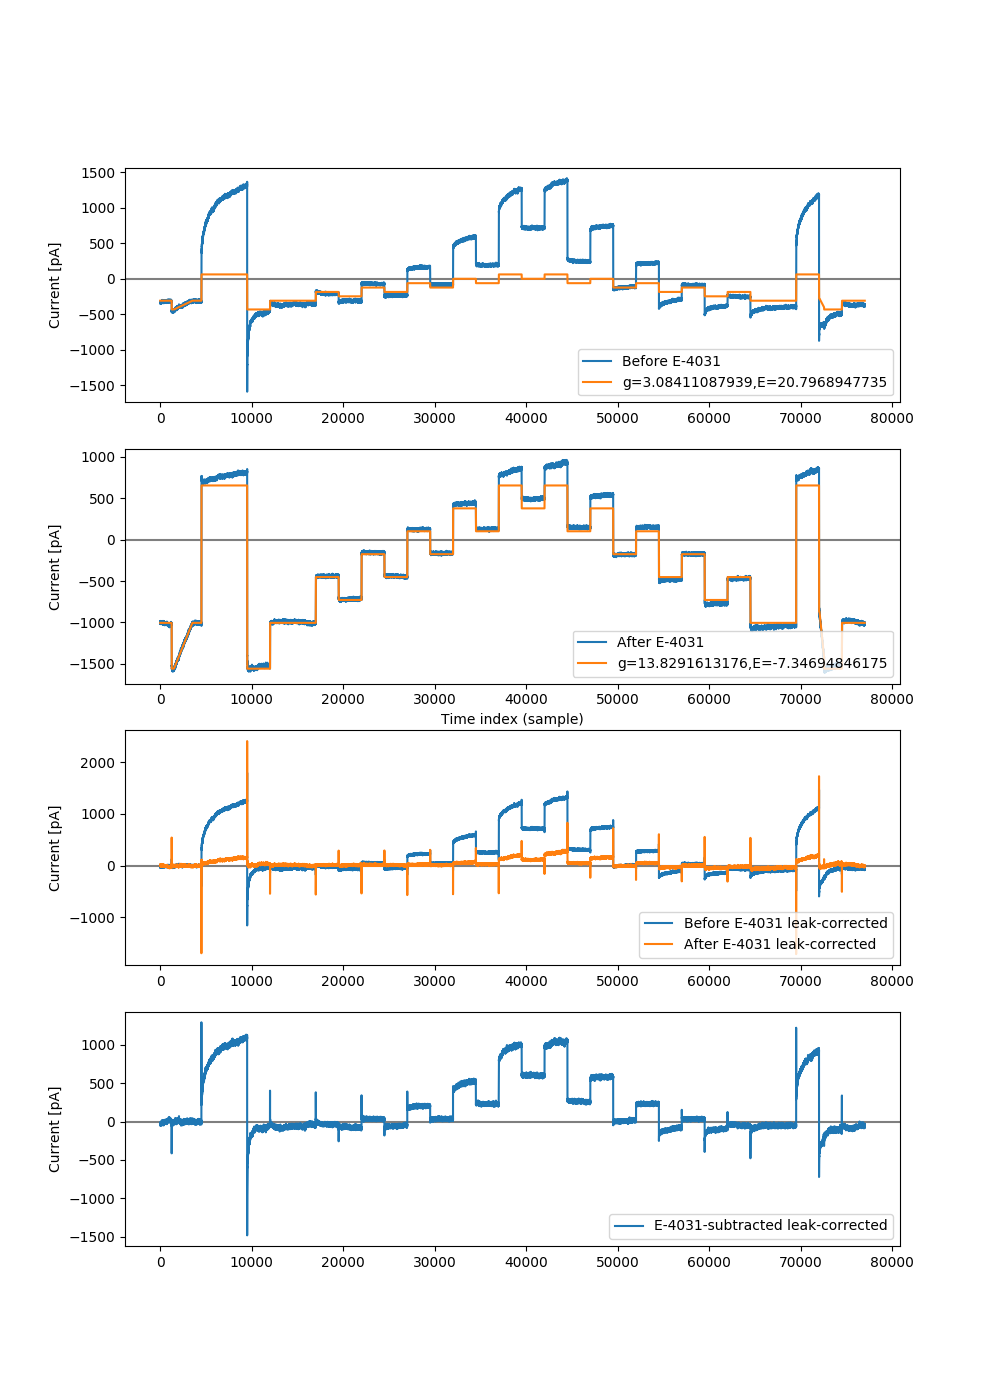 1500
1000
500
0
−500
−1000
−1500
Current [pA]
Before E-4031
g=3.08411087939,E=20.7968947735
0 10000 20000 30000 40000 50000 60000 70000 80000
1000
500
0
−500
−1000
−1500
Current [pA]
After E-4031
g=13.8291613176,E=-7.34694846175
0 10000 20000 30000 40000 50000 60000 70000 80000
Time index (sample)
2000
1000
0
−1000
Current [pA]
Before E-4031 leak-corrected
After E-4031 leak-corrected
0 10000 20000 30000 40000 50000 60000 70000 80000
1000
500
0
−500
−1000
−1500
Current [pA]
E-4031-subtracted leak-corrected
0 10000 20000 30000 40000 50000 60000 70000 80000